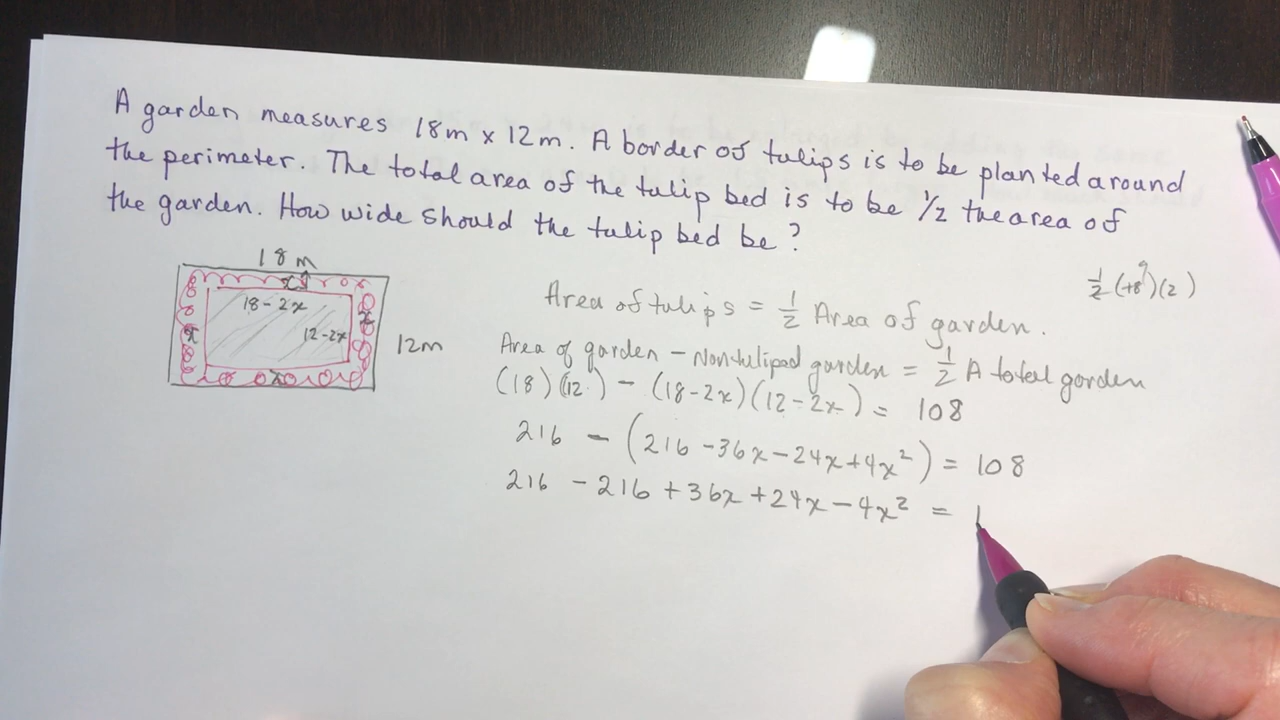 A garden measures 18m x 12m. A border of tulips is to be planted around
the perimeter. The total area of the tulip bed is to be 1/2 the area of
the garden. How wide should the tulip bed be?
18 m
x
18-2x
x
12-2x
x
12m
x
1/2 (18)(2)
Area of tulips = 1/2 Area of garden.
Area of garden - Nontuliped garden = 1/2 A total garden
(18)(12) - (18-2x)(12-2x) = 108
216 - (216 -36x-24x+4x²) = 108
216 - 216 +36x +24x -4x² = 1